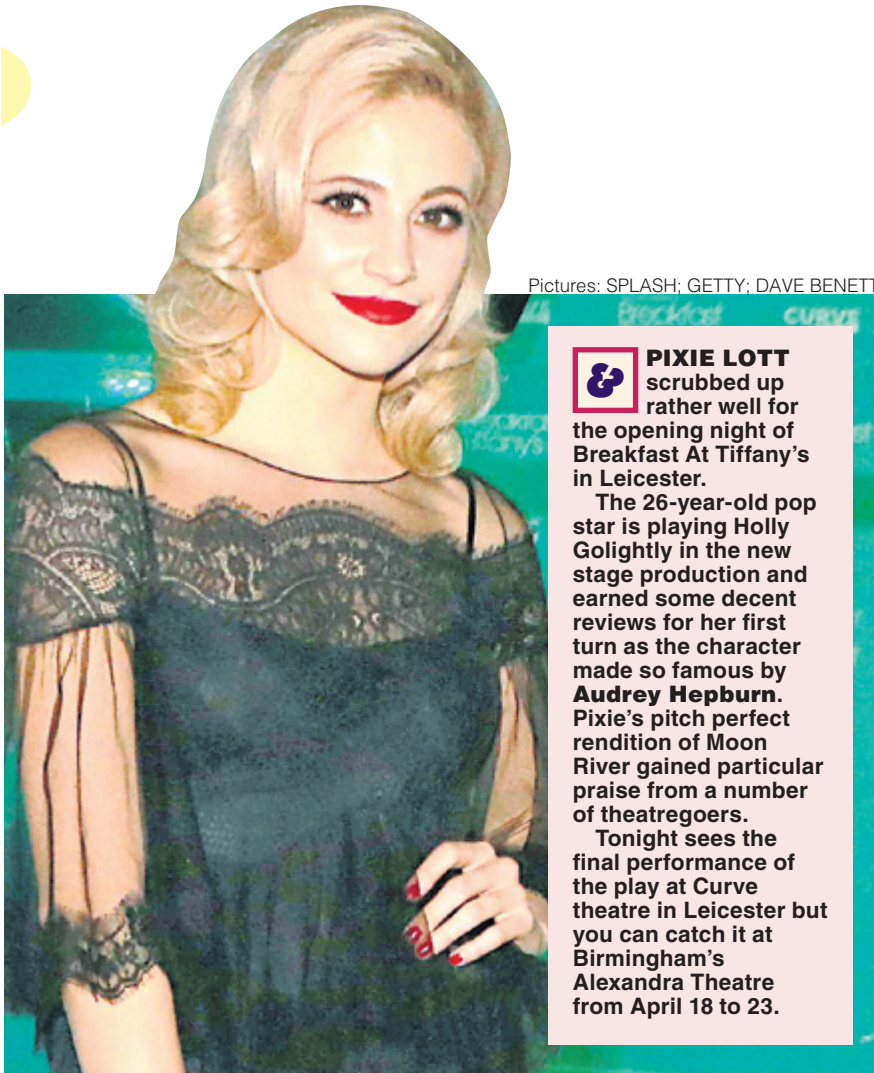 Pictures: SPLASH; GETTY; DAVE BENETT
Breakfast
CURVE
& PIXIE LOTT
scrubbed up
rather well for
the opening night of
Breakfast At Tiffany's
in Leicester.
The 26-year-old pop
star is playing Holly
Golightly in the new
stage production and
earned some decent
reviews for her first
turn as the character
made so famous by
Audrey Hepburn.
Pixie's pitch perfect
rendition of Moon
River gained particular
praise from a number
of theatregoers.
Tonight sees the
final performance of
the play at Curve
theatre in Leicester but
you can catch it at
Birmingham's
Alexandra Theatre
from April 18 to 23.